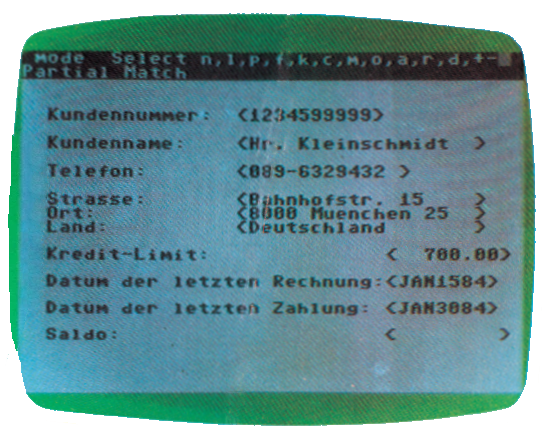 mode Select n,l,p,f,k,c,m,o,a,r,d,+-
Partial Match
Kundennummer: <1234599999>
Kundenname: <Hr. Kleinschmidt >
Telefon: <089-6329432 >
Strasse: <Bahnhofstr. 15 >
Ort: <8000 Muenchen 25 >
Land: <Deutschland >
Kredit-Limit: < 700.00>
Datum der letzten Rechnung:<JAN1584>
Datum der letzten Zahlung: <JAN3084>
Saldo: < >